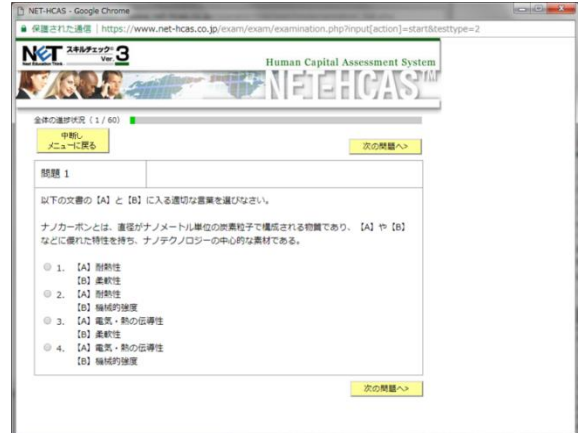 NET-HCAS - Google Chrome
保護された通信 | https://www.net-hcas.co.jp/exam/exam/examination.php?input[action]=start&testtype=2
NET 2スキルチェック Ver. 3
Human Capital Assessment System
NET-HCAS TM
全体の進捗状況 ( 1 / 60)
中断し
メニューに戻る
次の問題へ>
問題 1
以下の文書の【A】と【B】に入る適切な言葉を選びなさい。
ナノカーボンとは、直径がナノメートル単位の炭素粒子で構成される物質であり、【A】や【B】
などに優れた特性を持ち、ナノテクノロジーの中心的な素材である。
1. 【A】耐熱性
【B】柔軟性
2. 【A】耐熱性
【B】機械的強度
3. 【A】電気・熱の伝導性
【B】柔軟性
4. 【A】電気・熱の伝導性
【B】機械的強度
次の問題へ>